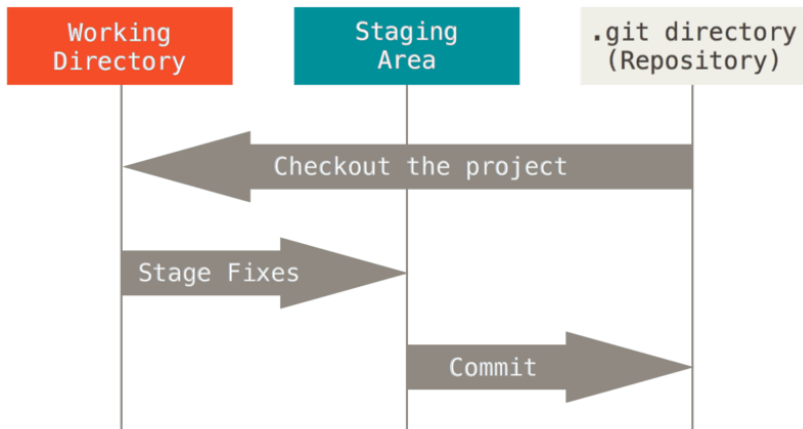 Working
Directory
Staging
Area
.git directory
(Repository)
Checkout the project
Stage Fixes
Commit